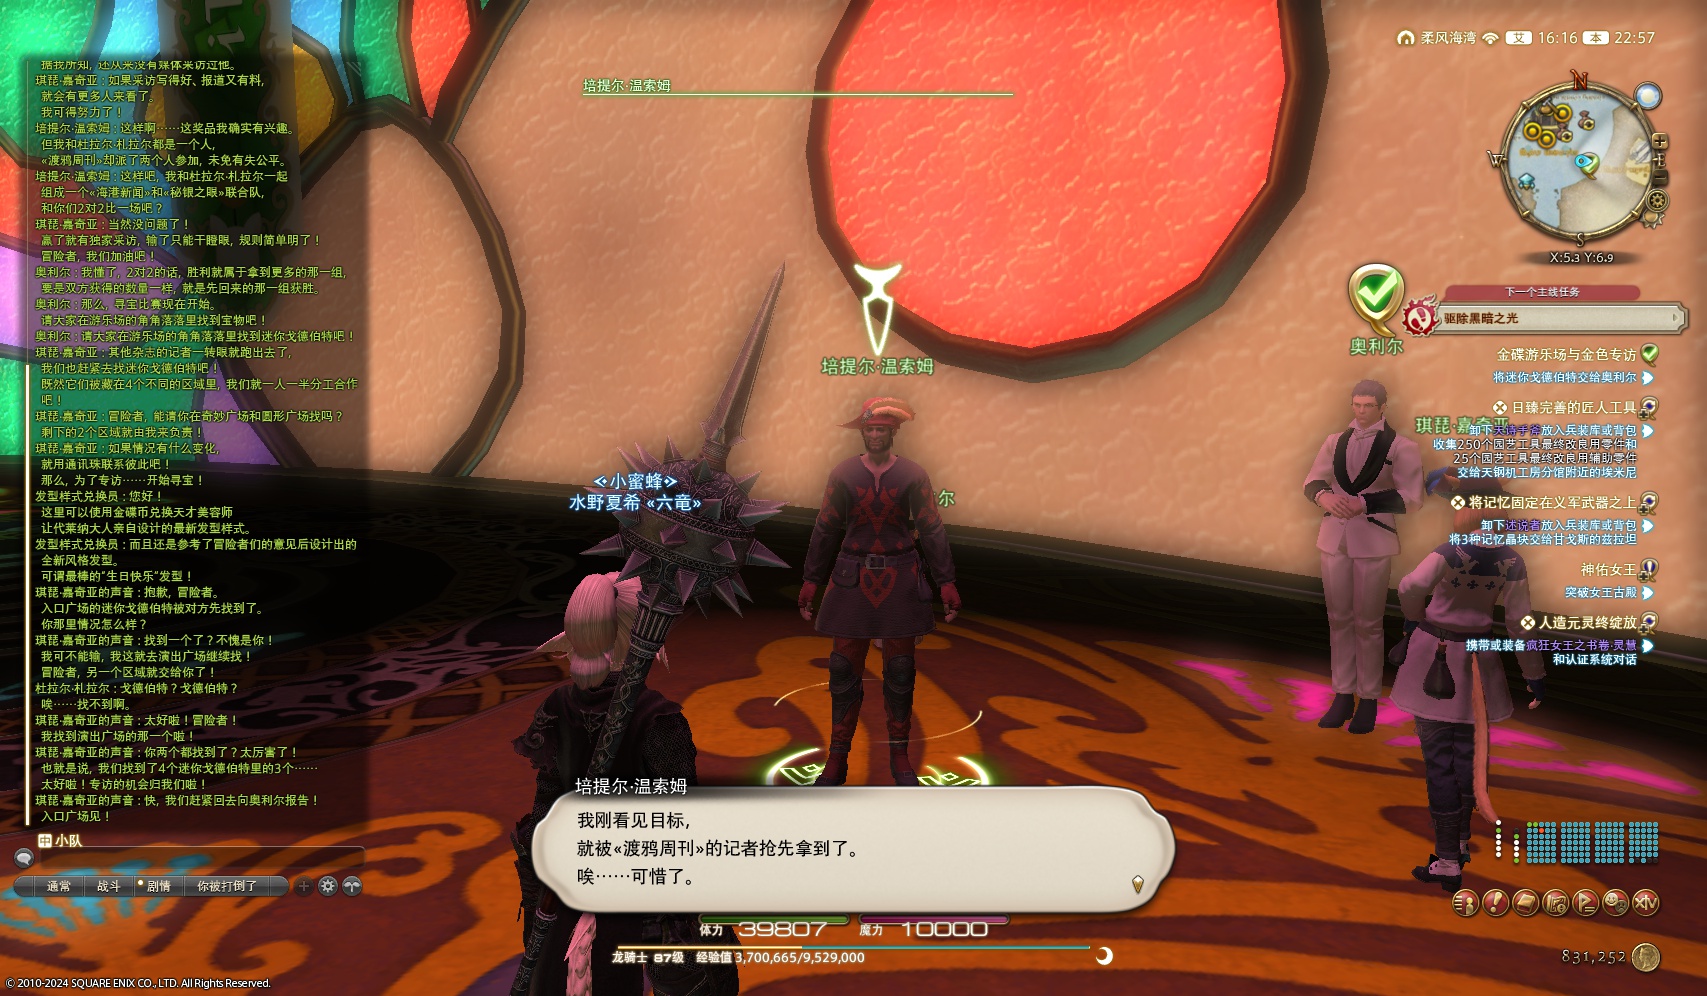 据我所知, 还从来没有媒体采访过他。
琪琵·嘉奇亚 : 如果采访写得好、报道又有料,
就会有更多人来看了。
我可得努力了！
培提尔·温索姆 : 这样啊······这奖品我确实有兴趣。
但我和杜拉尔·札拉尔都是一个人,
«渡鸦周刊»却派了两个人参加, 未免有失公平。
培提尔·温索姆 : 这样吧, 我和杜拉尔·札拉尔一起
组成一个«海港新闻»和«秘银之眼»联合队,
和你们2对2比一场吧？
琪琵·嘉奇亚 : 当然没问题了！
赢了就有独家采访, 输了只能干瞪眼, 规则简单明了！
冒险者, 我们加油吧！
奥利尔 : 我懂了, 2对2的话, 胜利就属于拿到更多的那一组,
要是双方获得的数量一样, 就是先回来的那一组获胜。
奥利尔 : 那么, 寻宝比赛现在开始。
请大家在游乐场的角角落落里找到宝物吧！
奥利尔 : 请大家在游乐场的角角落落里找到迷你戈德伯特吧！
琪琵·嘉奇亚 : 其他杂志的记者一转眼就跑出去了,
我们也赶紧去找迷你戈德伯特吧！
既然它们被藏在4个不同的区域里, 我们就一人一半分工合作
吧！
琪琵·嘉奇亚 : 冒险者, 能请你在奇妙广场和圆形广场找吗？
剩下的2个区域就由我来负责！
琪琵·嘉奇亚 : 如果情况有什么变化,
就用通讯珠联系彼此吧！
那么, 为了专访······开始寻宝！
发型样式兑换员 : 您好！
这里可以使用金碟币兑换天才美容师
让代莱纳大人亲自设计的最新发型样式。
发型样式兑换员 : 而且还是参考了冒险者们的意见后设计出的
全新风格发型。
可谓最棒的“生日快乐”发型！
琪琵·嘉奇亚的声音 : 抱歉, 冒险者。
入口广场的迷你戈德伯特被对方先找到了。
你那里情况怎么样？
琪琵·嘉奇亚的声音 : 找到一个了？不愧是你！
我可不能输, 我这就去演出广场继续找！
冒险者, 另一个区域就交给你了！
杜拉尔·札拉尔 : 戈德伯特？戈德伯特？
唉······找不到啊。
琪琵·嘉奇亚的声音 : 太好啦！冒险者！
我找到演出广场的那一个啦！
琪琵·嘉奇亚的声音 : 你两个都找到了？太厉害了！
也就是说, 我们找到了4个迷你戈德伯特里的3个······
太好啦！专访的机会归我们啦！
琪琵·嘉奇亚的声音 : 快, 我们赶紧回去向奥利尔报告！
入口广场见！
中 小队
通常
战斗
剧情
你被打倒了
© 2010-2024 SQUARE ENIX CO., LTD. All Rights Reserved.
培提尔·温索姆
培提尔·温索姆
«小蜜蜂»
水野夏希 «六竜»
尔
培提尔·温索姆
我刚看见目标,
就被«渡鸦周刊»的记者抢先拿到了。
唉······可惜了。
体力 39807 魔力 10000
龙骑士 87级 经验值 3,700,665/9,529,000
柔风海湾 艾 16:16 本 22:57
N
W
E
S
X:5.3 Y:6.9
奥利尔
琪琵·嘉奇亚
下一个主线任务
驱除黑暗之光
金碟游乐场与金色专访
将迷你戈德伯特交给奥利尔
日臻完善的匠人工具
放入兵装库或背包
收集250个园艺工具最终改良用零件和
25个园艺工具最终改良用辅助零件
交给天钢机工房分馆附近的埃米尼
将记忆固定在义军武器之上
卸下述说者放入兵装库或背包
将3种记忆晶块交给甘戈斯的兹拉坦
神佑女王
突破女王古殿
人造元灵终绽放
携带或装备疯狂女王之书卷·灵慧
和认证系统对话
XIV
831,252